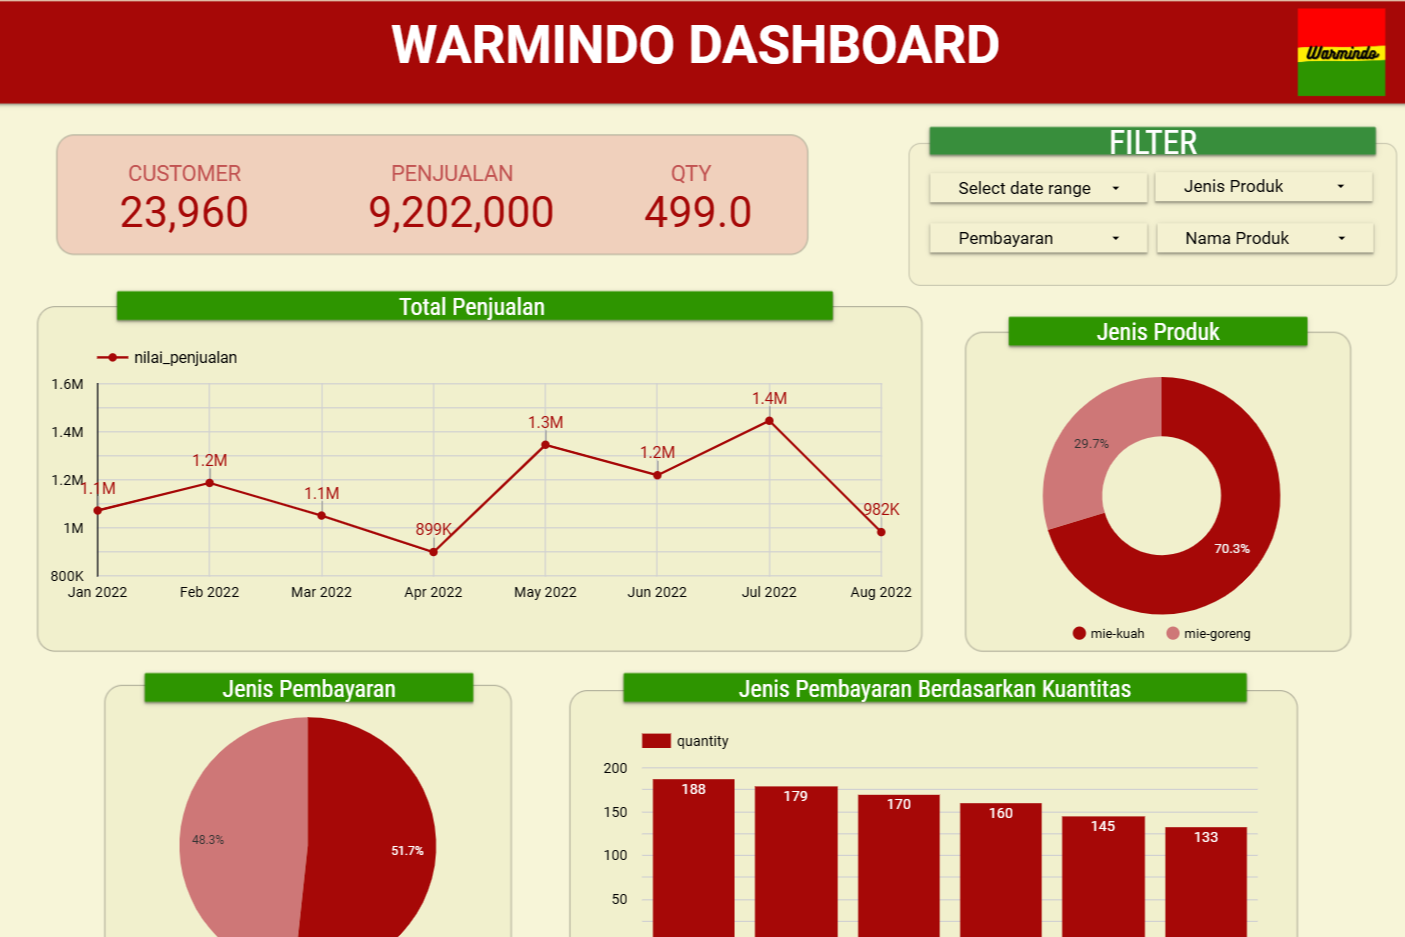 WARMINDO DASHBOARD
Warmindo
CUSTOMER
23,960
PENJUALAN
9,202,000
QTY
499.0
FILTER
Select date range
Jenis Produk
Pembayaran
Nama Produk
Total Penjualan
nilai_penjualan
1.6M
1.4M
1.2M
1M
800K
1.1M
1.2M
1.1M
899K
1.3M
1.2M
1.4M
982K
Jan 2022
Feb 2022
Mar 2022
Apr 2022
May 2022
Jun 2022
Jul 2022
Aug 2022
Jenis Produk
29.7%
70.3%
mie-kuah
mie-goreng
Jenis Pembayaran
48.3%
51.7%
Jenis Pembayaran Berdasarkan Kuantitas
quantity
200
150
100
50
188
179
170
160
145
133